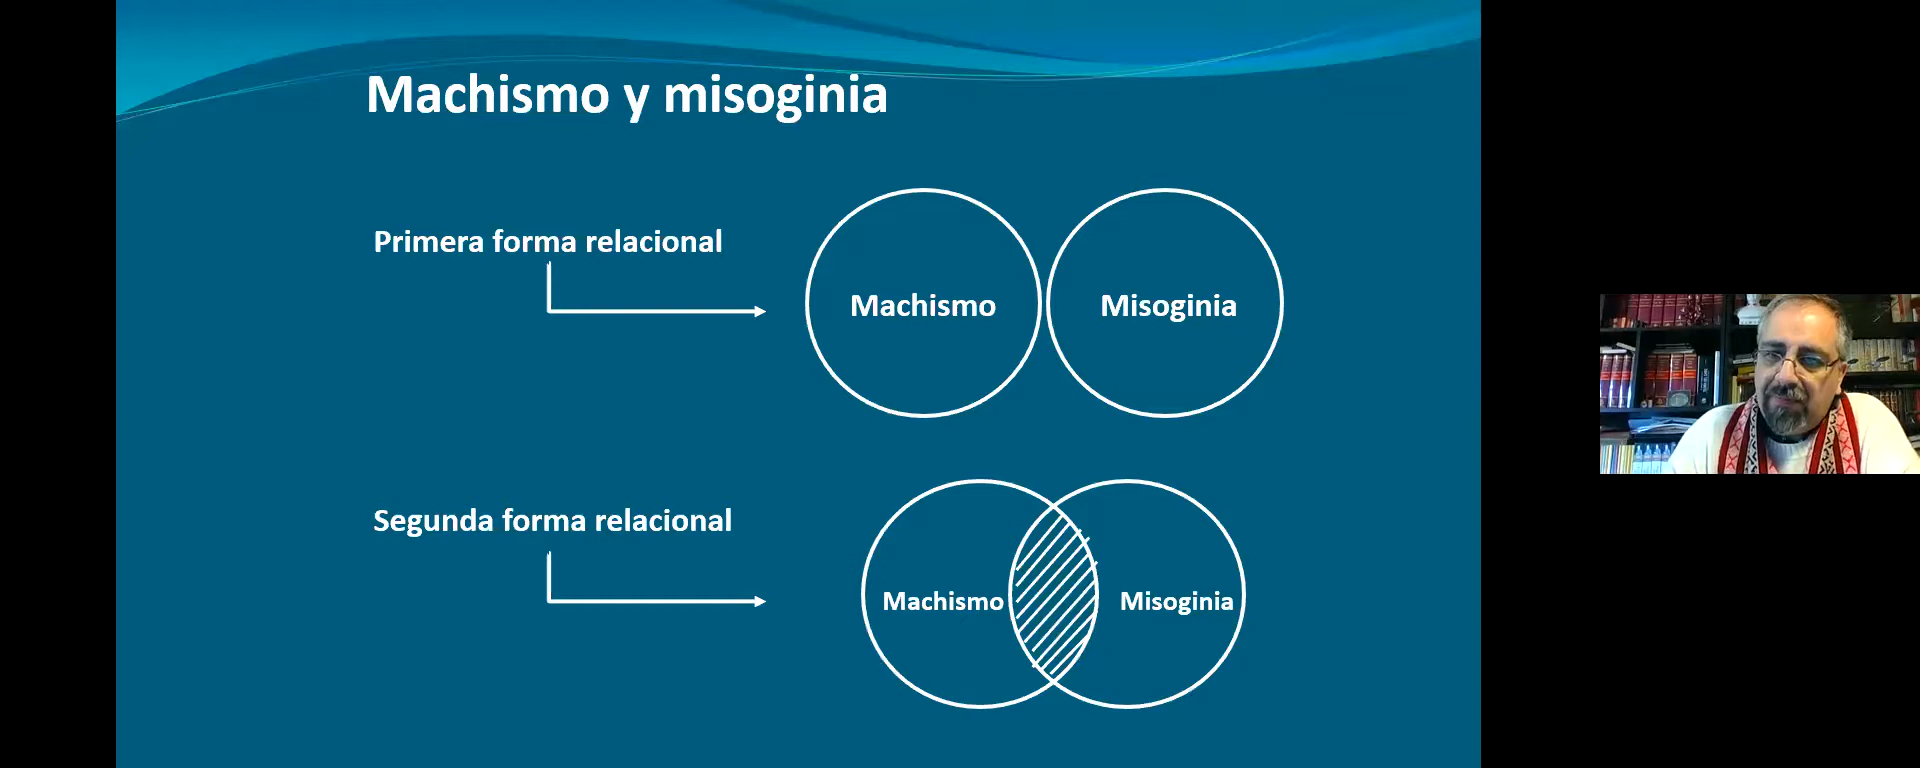 Machismo y misoginia
Primera forma relacional
Machismo
Misoginia
Segunda forma relacional
Machismo
Misoginia